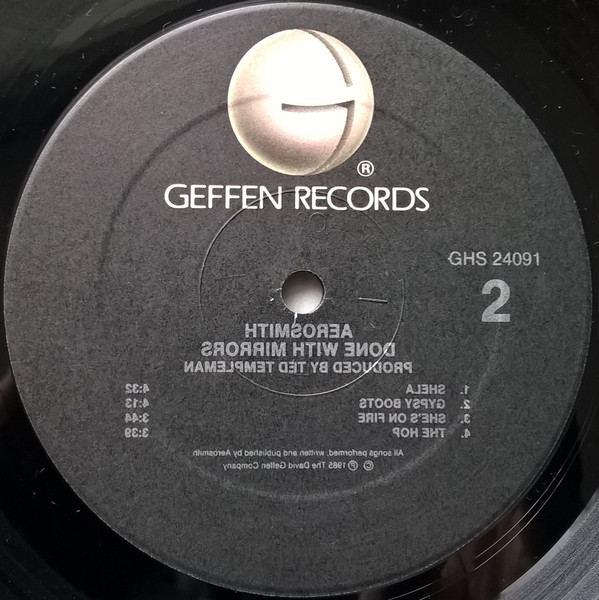 ®
GEFFEN RECORDS
GHS 24091
2
AEROSMITH
DONE WITH MIRRORS
PRODUCED BY TED TEMPLEMAN
1. SHELA 4:32
2. GYPSY BOOTS 4:13
3. SHE'S ON FIRE 3:44
4. THE HOP 3:39
All songs performed, written and published by Aerosmith
© ℗ 1985 The David Geffen Company